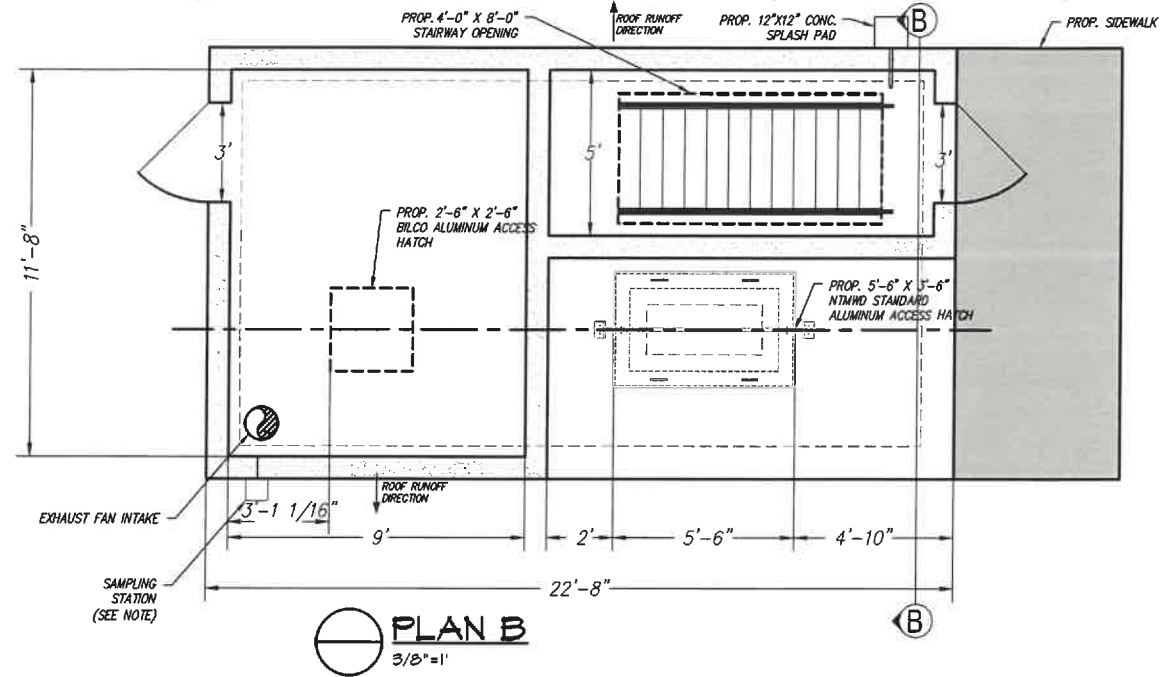 PROP. 4'-0" X 8'-0"
STAIRWAY OPENING
ROOF RUNOFF
DIRECTION
PROP. 12"X12" CONC.
SPLASH PAD
B
PROP. SIDEWALK
3'
5'
3'
11'-8"
PROP. 2'-6" X 2'-6"
BILCO ALUMINUM ACCESS
HATCH
PROP. 5'-6" X 3'-6"
NTMWD STANDARD
ALUMINUM ACCESS HATCH
ROOF RUNOFF
DIRECTION
EXHAUST FAN INTAKE
3'-1 1/16"
9'
2'
5'-6"
4'-10"
SAMPLING
STATION
(SEE NOTE)
22'-8"
B
PLAN B
3/8"=1'